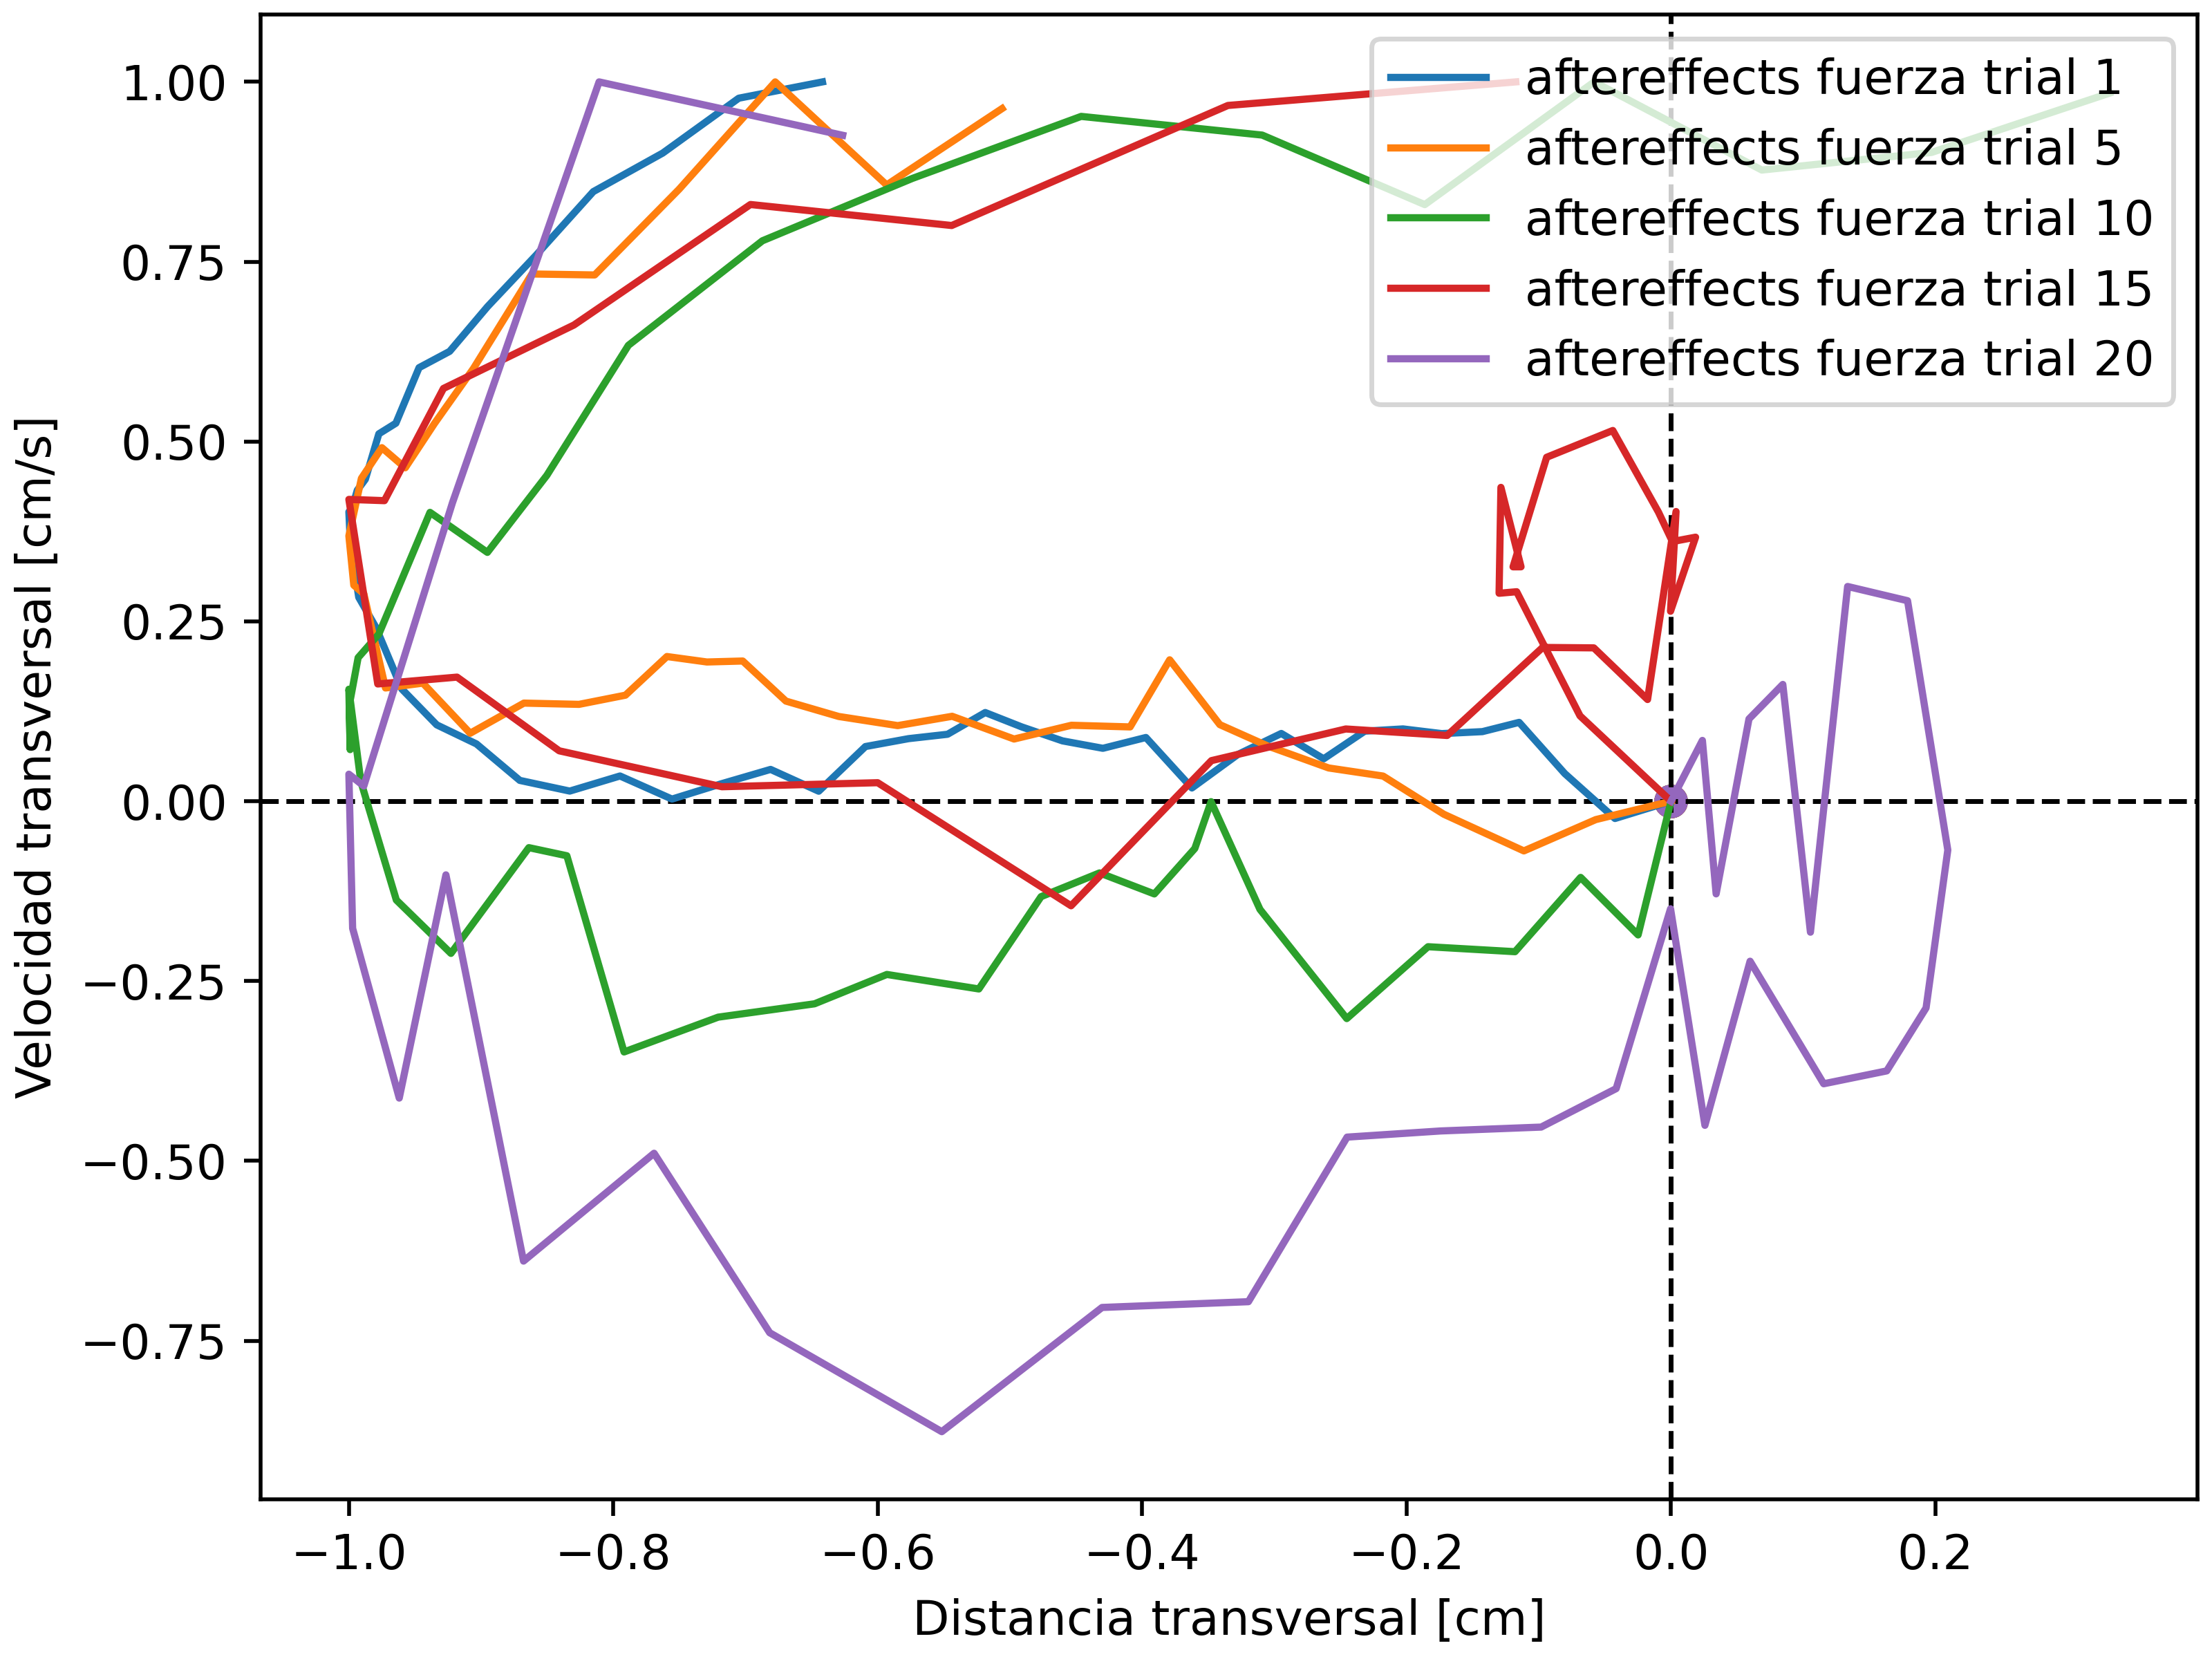 aftereffects fuerza trial 1
aftereffects fuerza trial 5
aftereffects fuerza trial 10
aftereffects fuerza trial 15
aftereffects fuerza trial 20
1.00
0.75
0.50
0.25
0.00
−0.25
−0.50
−0.75
Velocidad transversal [cm/s]
−1.0 −0.8 −0.6 −0.4 −0.2 0.0 0.2
Distancia transversal [cm]